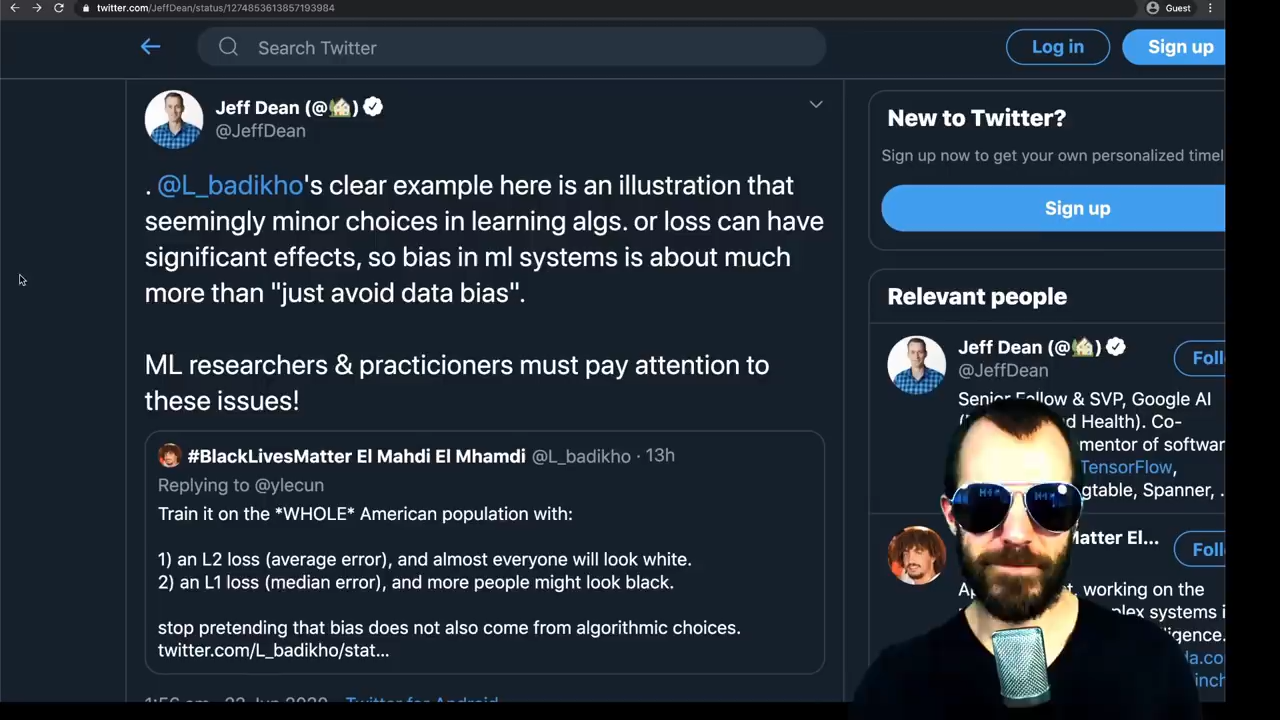 twitter.com/JeffDean/status/1274853613857193984
Guest
Search Twitter
Log in
Sign up
Jeff Dean (@🏡)
@JeffDean
. @L_badikho's clear example here is an illustration that
seemingly minor choices in learning algs. or loss can have
significant effects, so bias in ml systems is about much
more than "just avoid data bias".
ML researchers & practicioners must pay attention to
these issues!
#BlackLivesMatter El Mahdi El Mhamdi @L_badikho · 13h
Replying to @ylecun
Train it on the *WHOLE* American population with:
1) an L2 loss (average error), and almost everyone will look white.
2) an L1 loss (median error), and more people might look black.
stop pretending that bias does not also come from algorithmic choices.
twitter.com/L_badikho/stat...
Twitter for Android
New to Twitter?
Sign up now to get your own personalized timel
Sign up
Relevant people
Jeff Dean (@🏡)
@JeffDean
Foll
Senior Fellow & SVP, Google AI
d Health). Co-
mentor of softwar
TensorFlow,
gtable, Spanner, .
Matter El...
Foll
working on the
plex systems i
lligence.